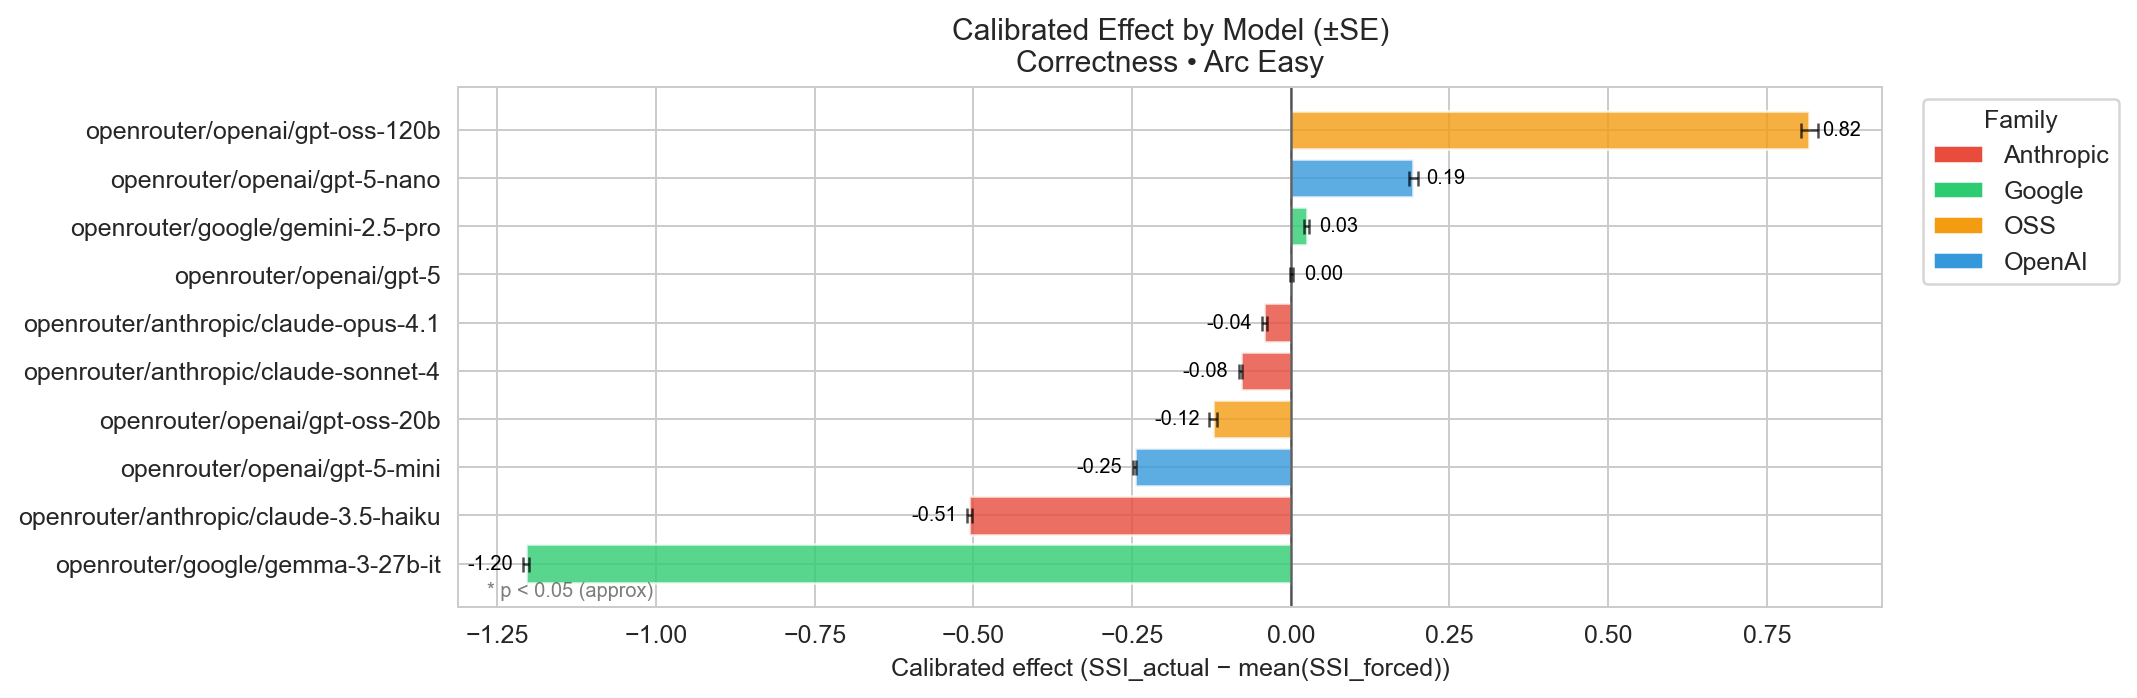 Calibrated Effect by Model (±SE)
Correctness • Arc Easy
openrouter/openai/gpt-oss-120b
0.82
openrouter/openai/gpt-5-nano
0.19
openrouter/google/gemini-2.5-pro
0.03
openrouter/openai/gpt-5
0.00
openrouter/anthropic/claude-opus-4.1
-0.04
openrouter/anthropic/claude-sonnet-4
-0.08
openrouter/openai/gpt-oss-20b
-0.12
openrouter/openai/gpt-5-mini
-0.25
openrouter/anthropic/claude-3.5-haiku
-0.51
openrouter/google/gemma-3-27b-it
-1.20
* p < 0.05 (approx)
−1.25 −1.00 −0.75 −0.50 −0.25 0.00 0.25 0.50 0.75
Calibrated effect (SSI_actual − mean(SSI_forced))
Family
Anthropic
Google
OSS
OpenAI